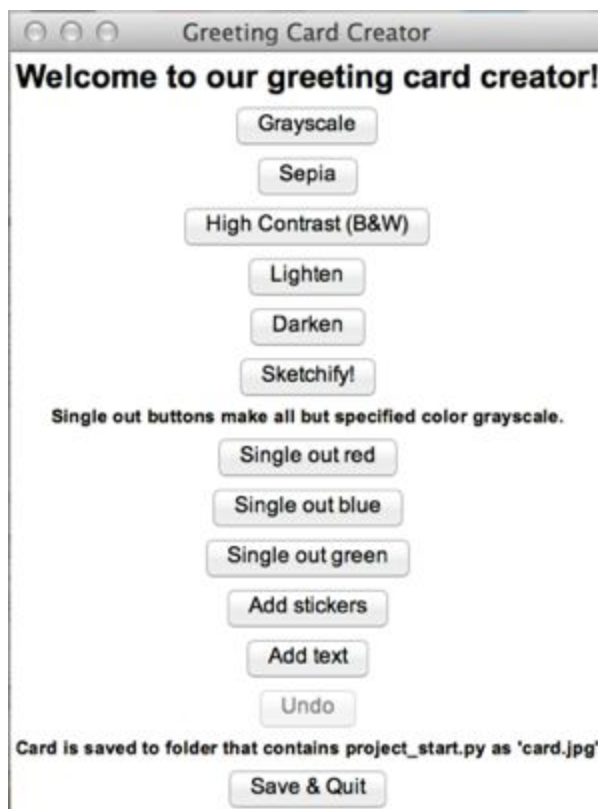 Greeting Card Creator
Welcome to our greeting card creator!
Grayscale
Sepia
High Contrast (B&W)
Lighten
Darken
Sketchify!
Single out buttons make all but specified color grayscale.
Single out red
Single out blue
Single out green
Add stickers
Add text
Undo
Card is saved to folder that contains project_start.py as 'card.jpg'
Save & Quit